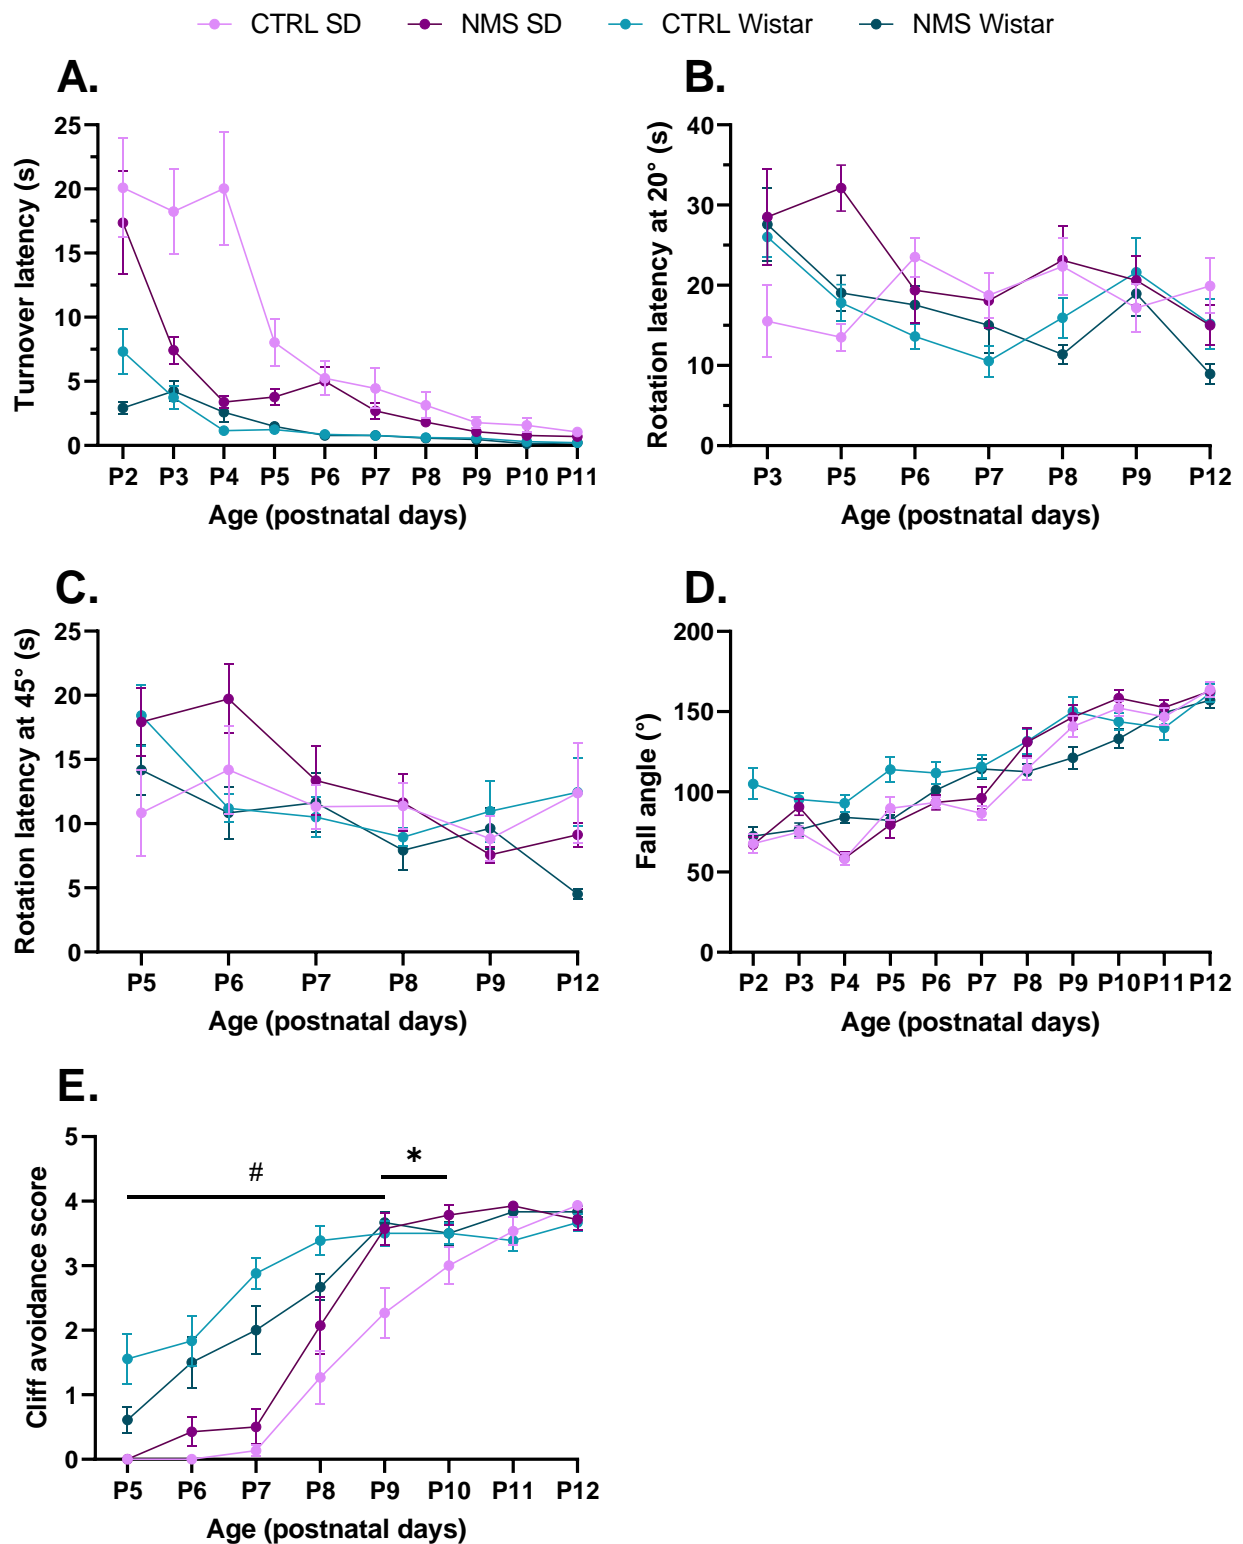 CTRL SD NMS SD CTRL Wistar NMS Wistar
A.
25
20
15
10
5
0
Turnover latency (s)
P2 P3 P4 P5 P6 P7 P8 P9 P10 P11
Age (postnatal days)
B.
40
30
20
10
0
Rotation latency at 20° (s)
P3 P5 P6 P7 P8 P9 P12
Age (postnatal days)
C.
25
20
15
10
5
0
Rotation latency at 45° (s)
P5 P6 P7 P8 P9 P12
Age (postnatal days)
D.
200
150
100
50
0
Fall angle (°)
P2 P3 P4 P5 P6 P7 P8 P9 P10 P11 P12
Age (postnatal days)
E.
5
4
3
2
1
0
Cliff avoidance score
#
*
P5 P6 P7 P8 P9 P10 P11 P12
Age (postnatal days)